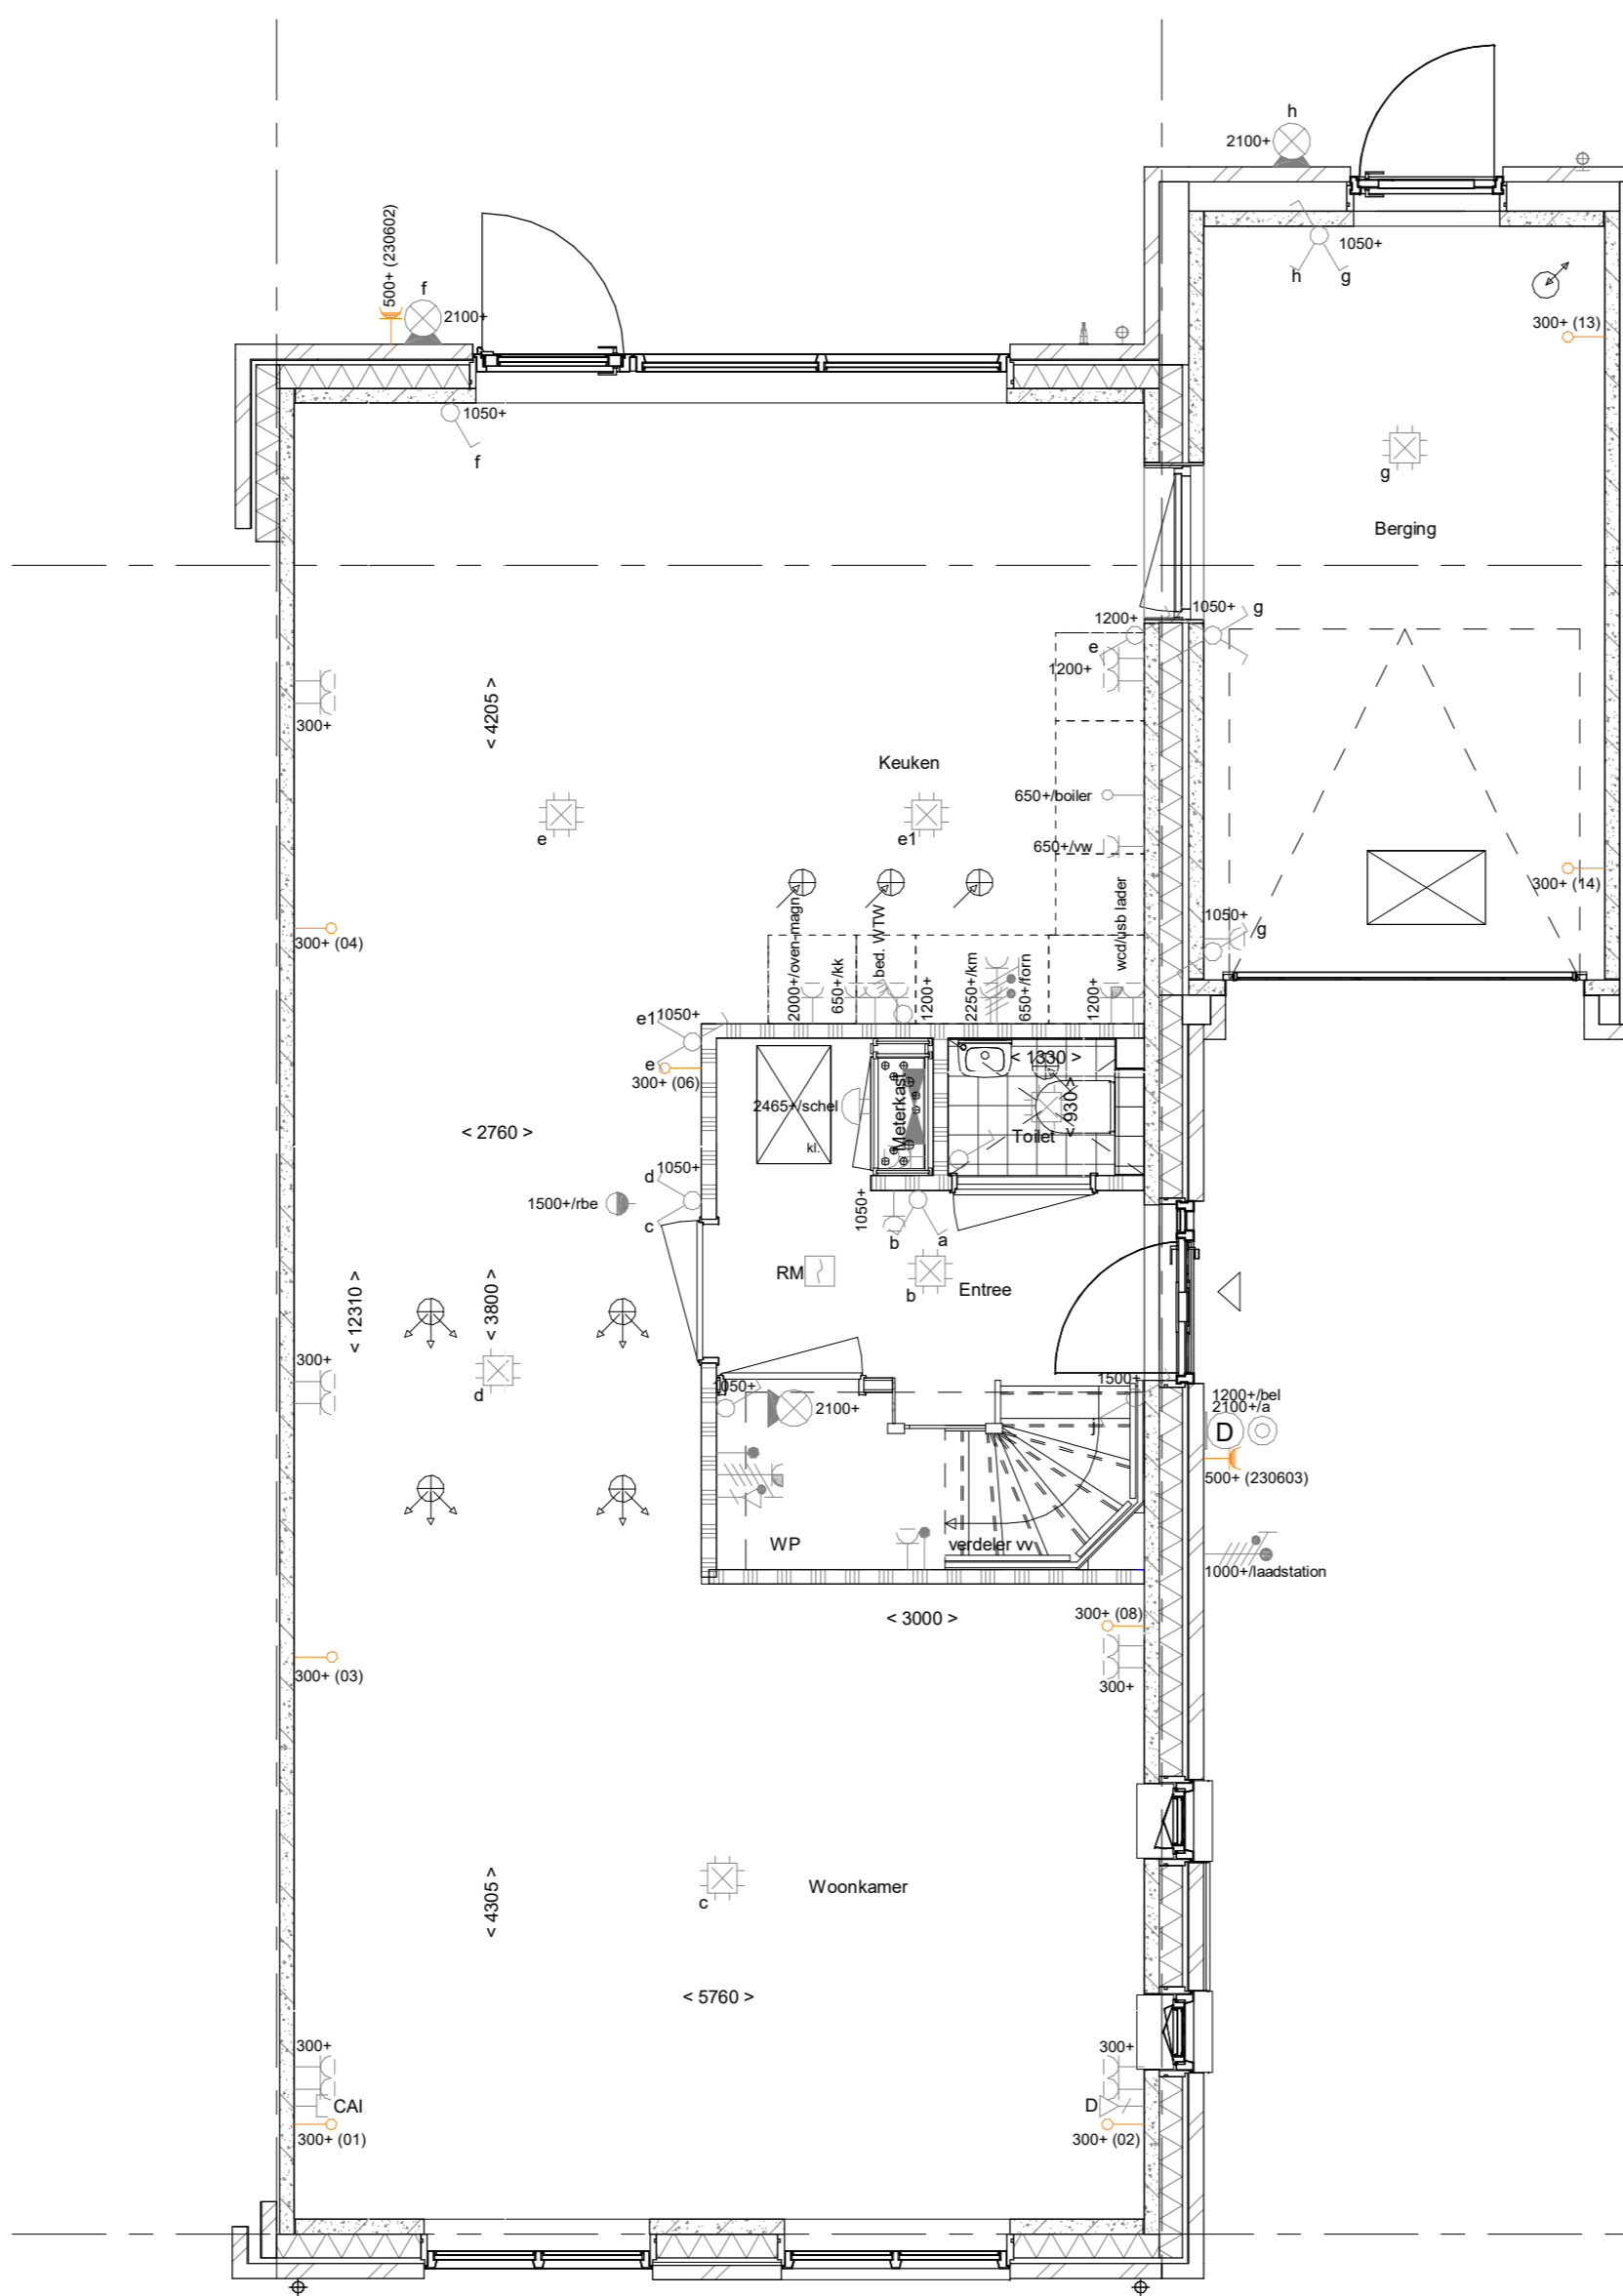 h
2100+
500+ (230602)
f
2100+
1050+
h
g
300+ (13)
1050+
f
g
Berging
1200+
1050+
g
e
1200+
300+
< 4205 >
Keuken
650+/boiler
e
e1
650+/vw
300+ (14)
2000+/oven-magn
650+/kk
bed. WTW
1200+
2250+/km
650+/forn
1200+
wcd/usb lader
1050+
g
300+ (04)
e1
1050+
e
300+ (06)
< 1330 >
2465+/schel
Meterkast
< 930 >
< 2760 >
Toilet
kl.
d
1050+
1500+/rbe
c
1050+
b
a
RM
b
Entree
< 12310 >
< 3800 >
300+
d
1050+
2100+
1500+
j
1200+/bel
2100+/a
D
500+ (230603)
WP
verdeler vv
1000+/laadstation
< 3000 >
300+ (08)
300+
300+ (03)
< 4305 >
c
Woonkamer
< 5760 >
300+
300+
CAI
D
300+ (01)
300+ (02)